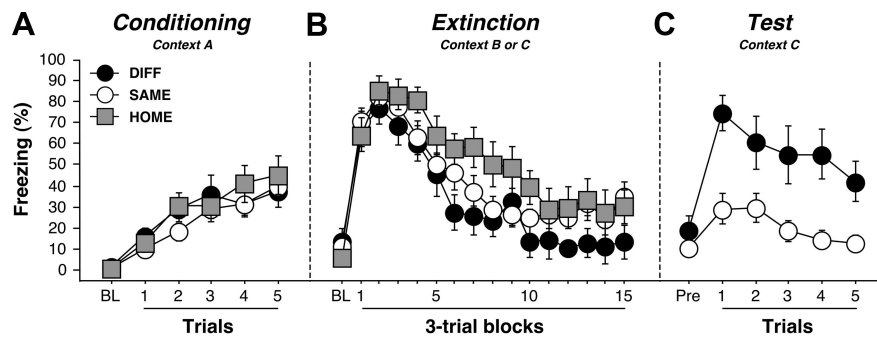 A Conditioning
Context A
B Extinction
Context B or C
C Test
Context C
Freezing (%)
100
90
80
70
60
50
40
30
20
10
0
DIFF
SAME
HOME
BL 1 2 3 4 5
Trials
BL 1 5 10 15
3-trial blocks
Pre 1 2 3 4 5
Trials